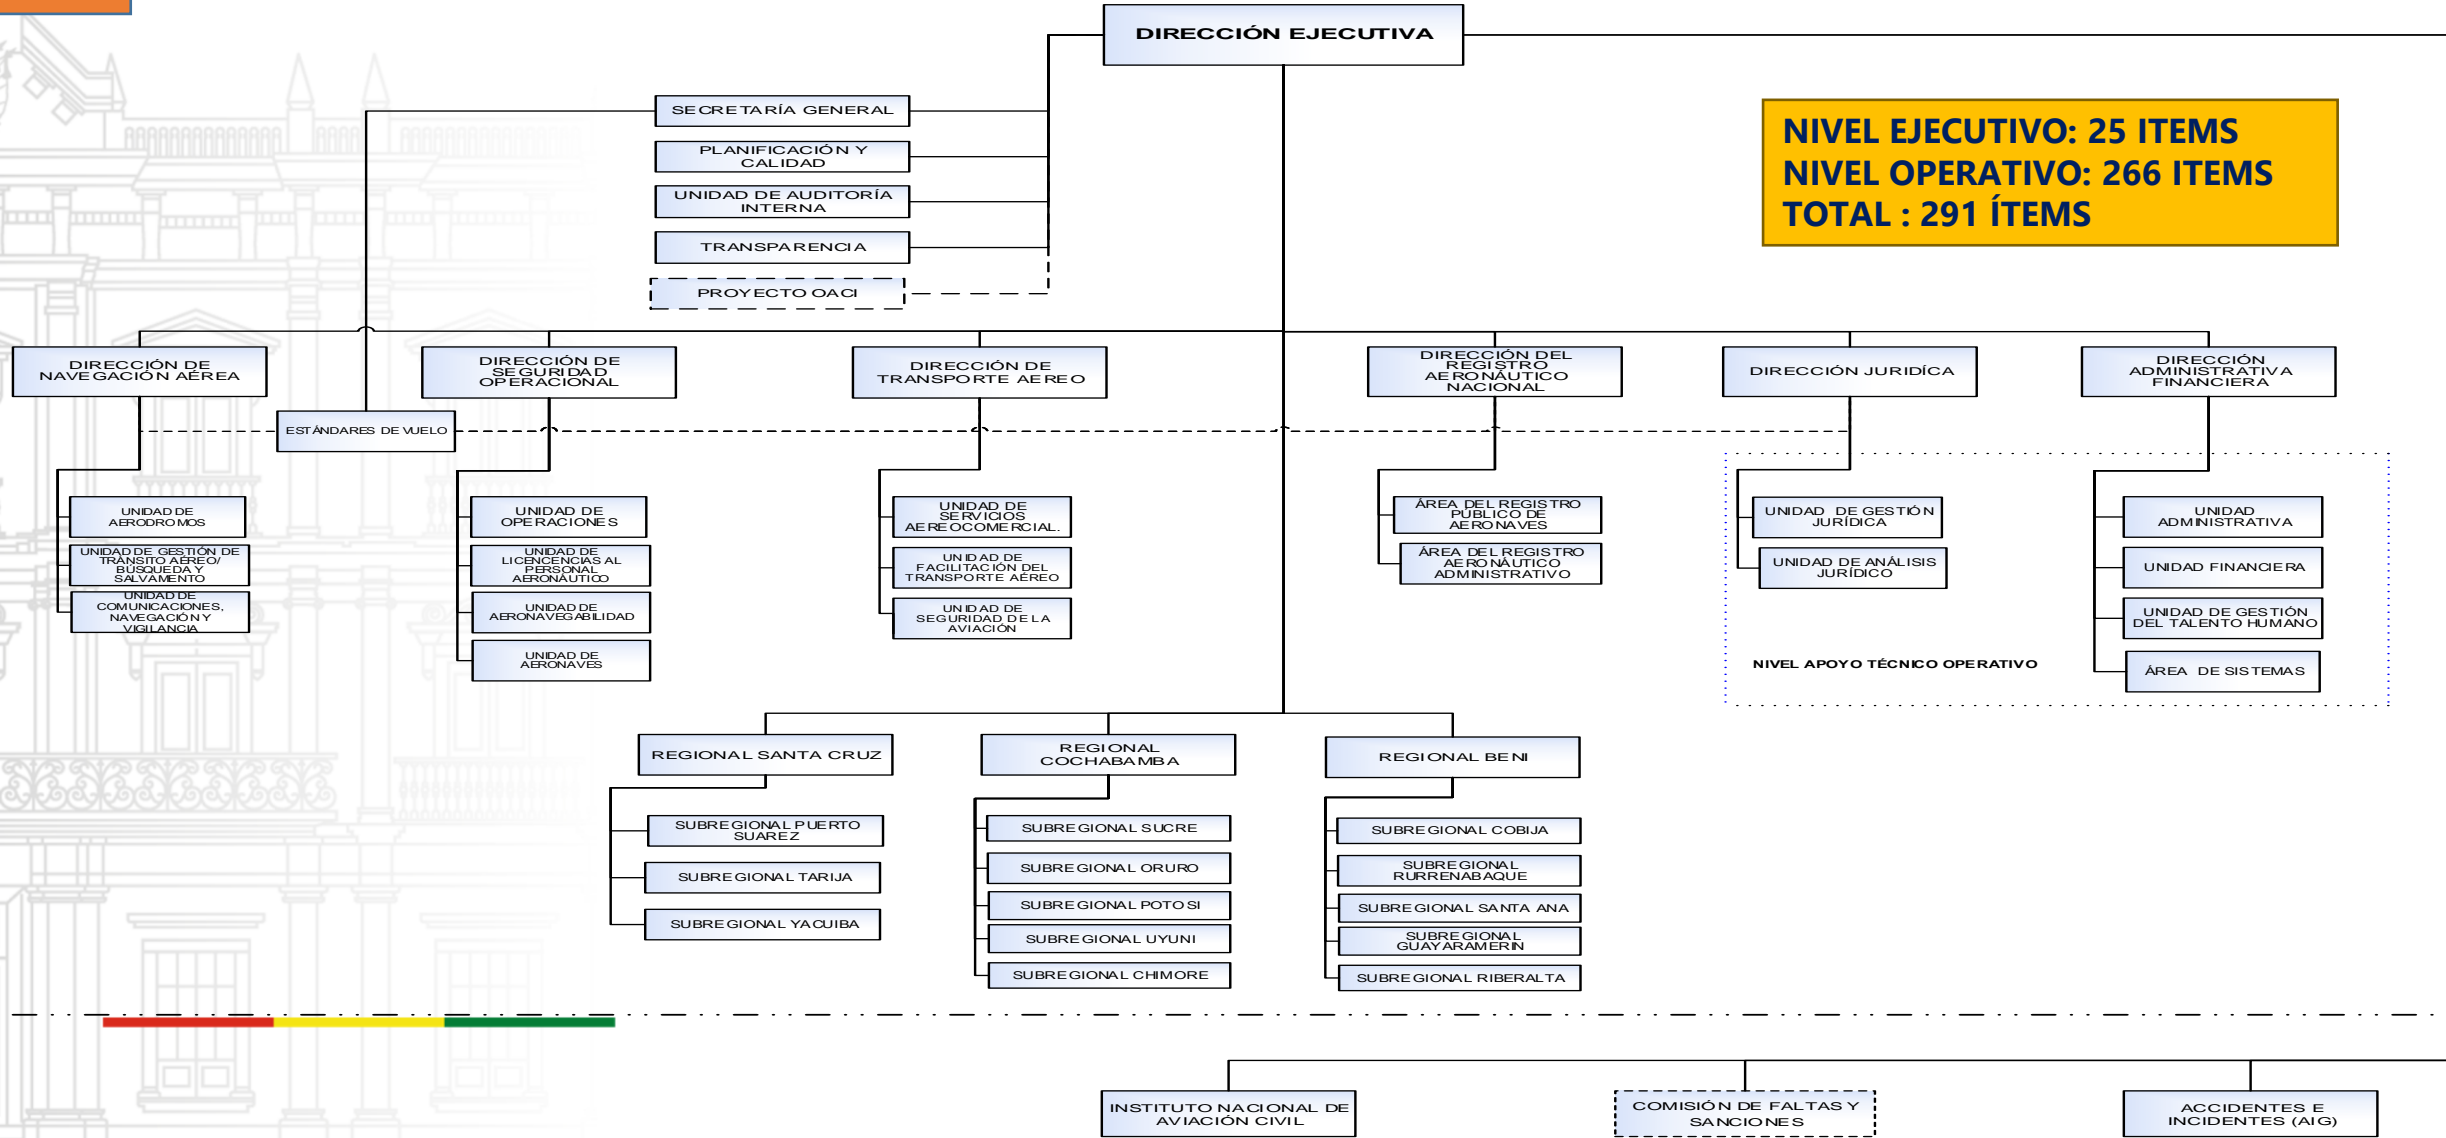 DIRECCIÓN EJECUTIVA
SECRETARÍA GENERAL
PLANIFICACIÓN Y
CALIDAD
UNIDAD DE AUDITORÍA
INTERNA
TRANSPARENCIA
PROYECTO OACI
NIVEL EJECUTIVO: 25 ITEMS
NIVEL OPERATIVO: 266 ITEMS
TOTAL : 291 ÍTEMS
DIRECCIÓN DE
NAVEGACIÓN AÉREA
DIRECCIÓN DE
SEGURIDAD
OPERACIONAL
DIRECCIÓN DE
TRANSPORTE AEREO
DIRECCIÓN DEL
REGISTRO
AERONÁUTICO
NACIONAL
DIRECCIÓN JURIDÍCA
DIRECCIÓN
ADMINISTRATIVA
FINANCIERA
ESTÁNDARES DE VUELO
UNIDAD DE
AERODROMOS
UNIDAD DE GESTIÓN DE
TRÁNSITO AÉREO/
BÚSQUEDA Y
SALVAMENTO
UNIDAD DE
COMUNICACIONES,
NAVEGACIÓN Y
VIGILANCIA
UNIDAD DE
OPERACIONES
UNIDAD DE
LICENCENCIAS AL
PERSONAL
AERONÁUTICO
UNIDAD DE
AERONAVEGABILIDAD
UNIDAD DE
AERONAVES
UNIDAD DE
SERVICIOS
AEREOCOMERCIAL.
UNIDAD DE
FACILITACIÓN DEL
TRANSPORTE AÉREO
UNIDAD DE
SEGURIDAD DE LA
AVIACIÓN
ÁREA DEL REGISTRO
PÚBLICO DE
AERONAVES
ÁREA DEL REGISTRO
AERONÁUTICO
ADMINISTRATIVO
UNIDAD DE GESTIÓN
JURÍDICA
UNIDAD DE ANÁLISIS
JURÍDICO
NIVEL APOYO TÉCNICO OPERATIVO
UNIDAD
ADMINISTRATIVA
UNIDAD FINANCIERA
UNIDAD DE GESTIÓN
DEL TALENTO HUMANO
ÁREA DE SISTEMAS
REGIONAL SANTA CRUZ
SUBREGIONAL PUERTO
SUAREZ
SUBREGIONAL TARIJA
SUBREGIONAL YACUIBA
REGIONAL
COCHABAMBA
SUBREGIONAL SUCRE
SUBREGIONAL ORURO
SUBREGIONAL POTOSI
SUBREGIONAL UYUNI
SUBREGIONAL CHIMORE
REGIONAL BENI
SUBREGIONAL COBIJA
SUBREGIONAL
RURRENABAQUE
SUBREGIONAL SANTA ANA
SUBREGIONAL
GUAYARAMERIN
SUBREGIONAL RIBERALTA
INSTITUTO NACIONAL DE
AVIACIÓN CIVIL
COMISIÓN DE FALTAS Y
SANCIONES
ACCIDENTES E
INCIDENTES (AIG)